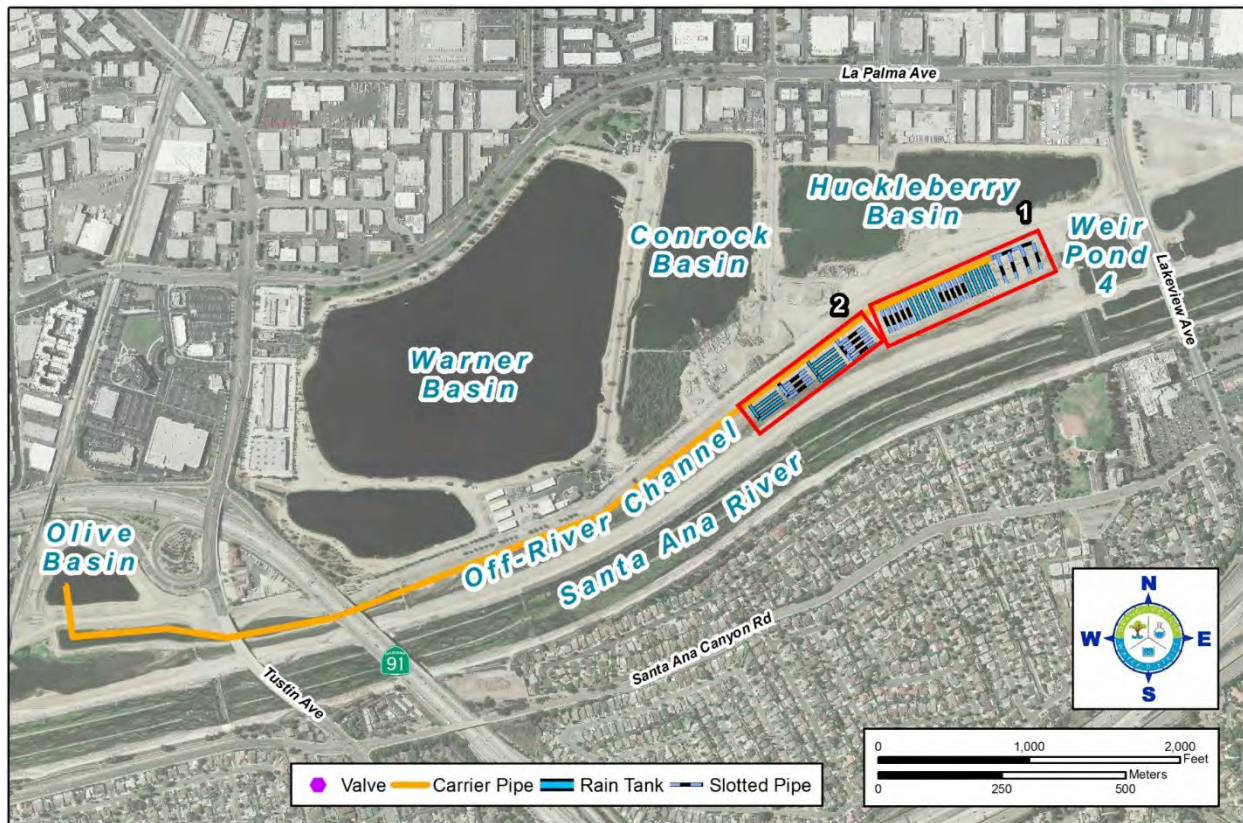 La Palma Ave
Huckleberry
Basin
1
Conrock
Basin
Weir
Pond
4
Lakeview Ave
2
Warner
Basin
Off-River Channel
Santa Ana River
Olive
Basin
91
Tustin Ave
Santa Ana Canyon Rd
N
W
E
S
0
1,000
2,000
Feet
Meters
0
250
500
Valve
Carrier Pipe
Rain Tank
Slotted Pipe